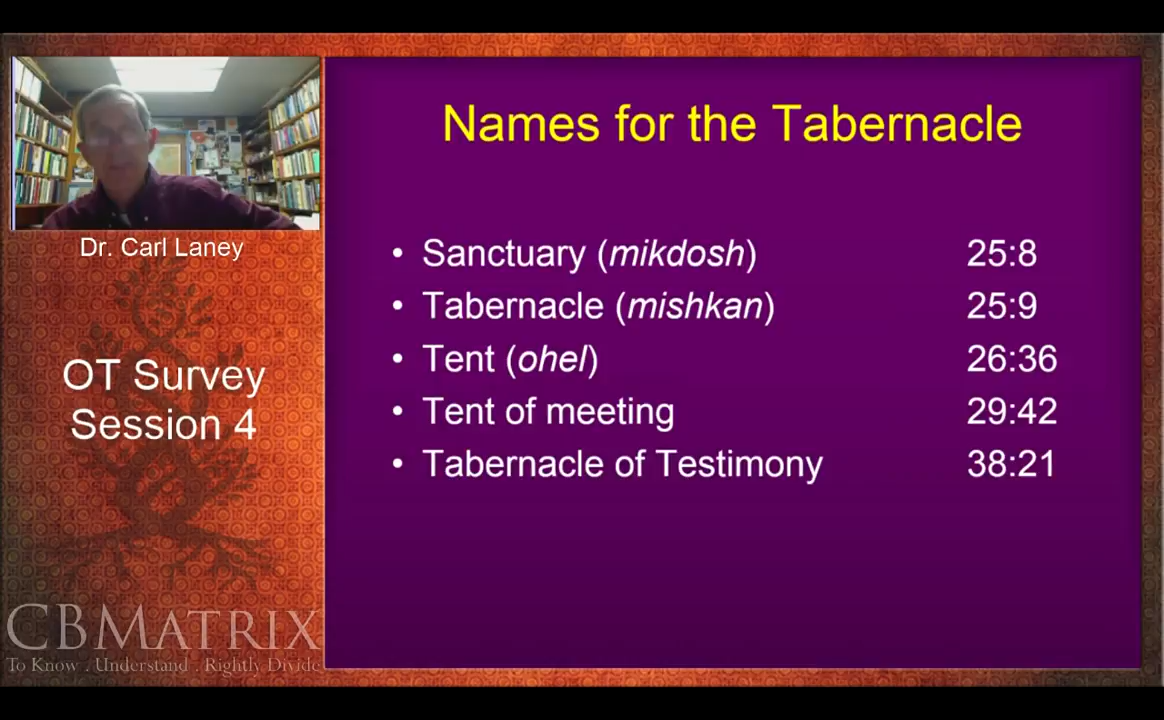 Names for the Tabernacle
• Sanctuary (mikdosh) 25:8
• Tabernacle (mishkan) 25:9
• Tent (ohel) 26:36
• Tent of meeting 29:42
• Tabernacle of Testimony 38:21
Dr. Carl Laney
OT Survey
Session 4
CBMATRIX
To Know . Understand . Rightly Divide